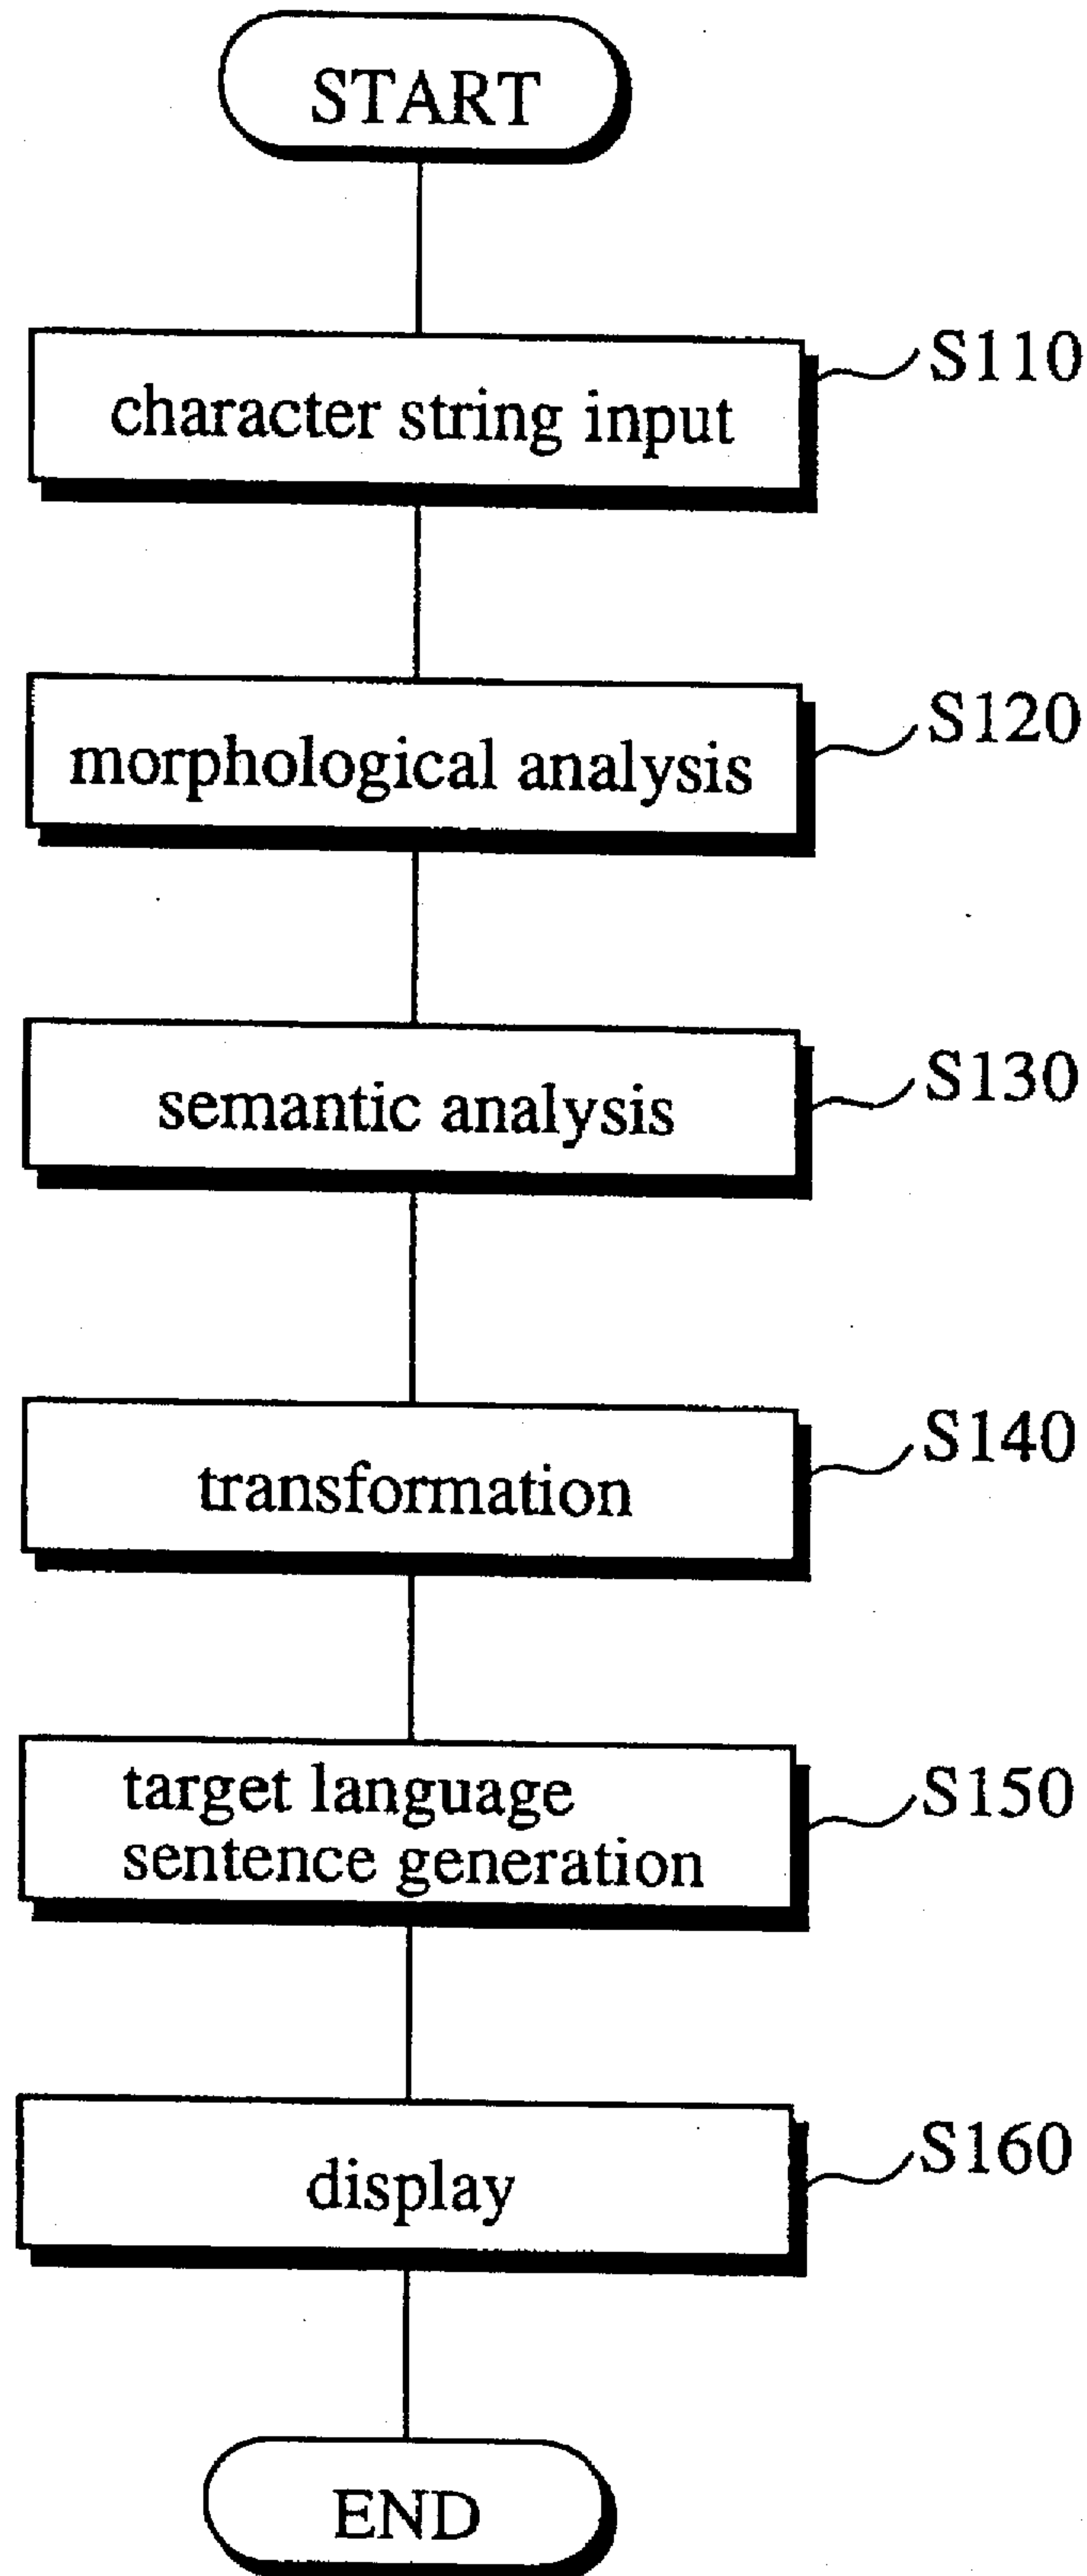 START
character string input
S110
morphological analysis
S120
semantic analysis
S130
transformation
S140
target language
sentence generation
S150
display
S160
END